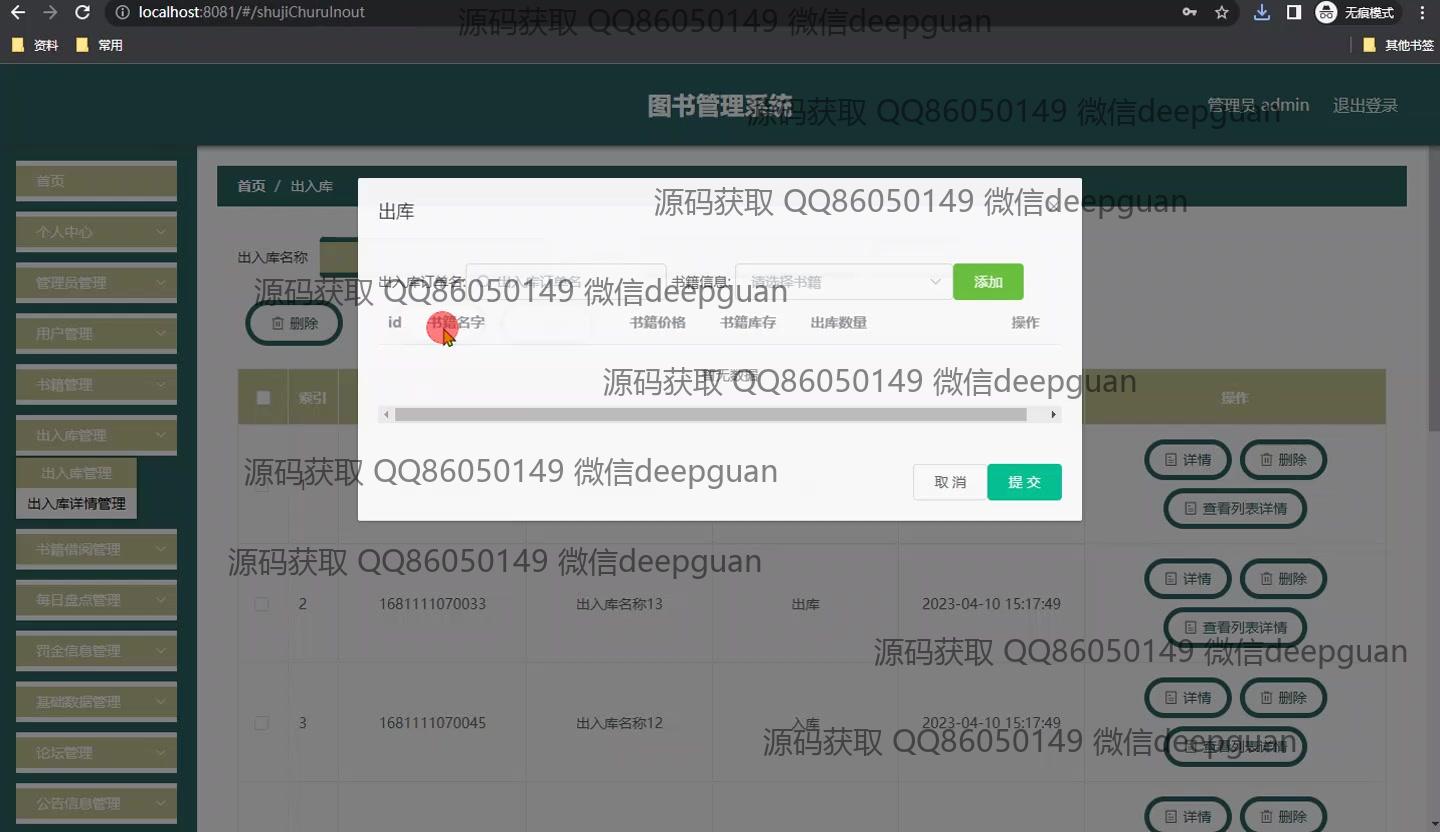 localhost:8081/#/shujiChuruInout
无痕模式
源码获取 QQ86050149 微信deepguan
资料
常用
其他书签
图书管理系统
源码获取 QQ86050149 微信deepguan
管理员 admin
退出登录
首页
个人中心
管理员管理
用户管理
书籍管理
出入库管理
出入库管理
出入库详情管理
书籍借阅管理
每日盘点管理
罚金信息管理
基础数据管理
论坛管理
公告信息管理
首页 / 出入库
出入库名称
删除
出库
源码获取 QQ86050149 微信deepguan
出入库订单名:
出入库订单名
书籍信息:
请选择书籍
添加
源码获取 QQ86050149 微信deepguan
id 书籍名字 书籍价格 书籍库存 出库数量 操作
暂无数据
源码获取 QQ86050149 微信deepguan
取 消
提 交
源码获取 QQ86050149 微信deepguan
索引
操作
详情
删除
查看列表详情
源码获取 QQ86050149 微信deepguan
2 1681111070033 出入库名称13 出库 2023-04-10 15:17:49
详情
删除
查看列表详情
源码获取 QQ86050149 微信deepguan
3 1681111070045 出入库名称12 入库 2023-04-10 15:17:49
详情
删除
查看列表详情
源码获取 QQ86050149 微信deepguan
详情
删除